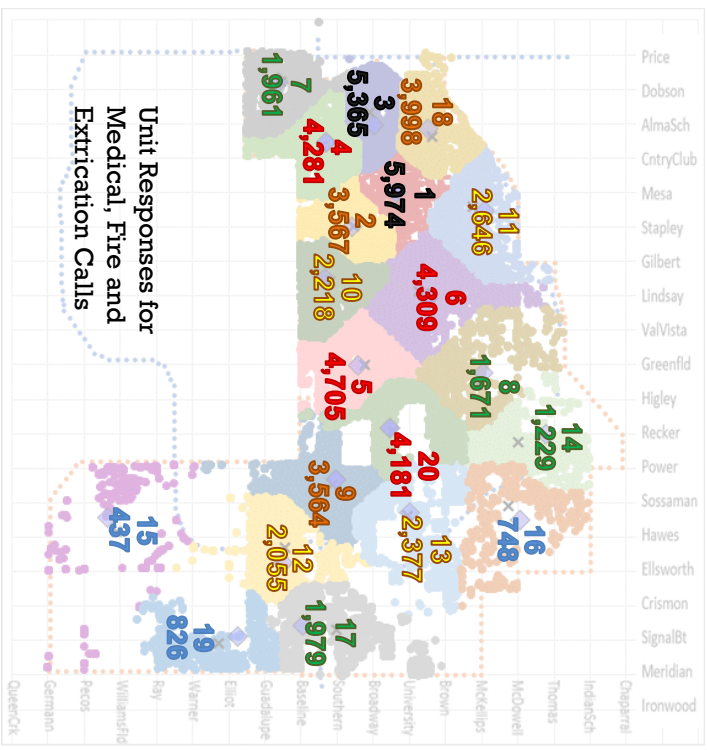 Unit Responses for
Medical, Fire and
Extrication Calls
Price
Dobson
AlmaSch
CntryClub
Mesa
Stapley
Gilbert
Lindsay
ValVista
Greenfld
Higley
Recker
Power
Sossaman
Hawes
Ellsworth
Crismon
SignalBt
Meridian
Ironwood
QueenCrk
Germann
Pecos
WilliamsFld
Ray
Warner
Elliot
Guadalupe
Baseline
Southern
Broadway
University
Bown
McKellips
McDowell
Thomas
IndianSch
Chaparral
7
1,961
4
4,281
3
5,365
18
3,998
1
5,974
2
3,567
11
2,646
10
2,218
6
4,309
5
4,705
8
1,671
14
1,229
20
4,181
9
3,564
13
2,377
16
748
12
2,055
15
437
19
826
17
1,979